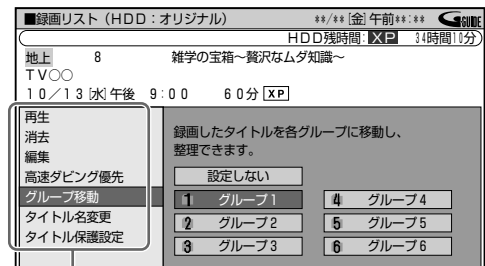 ■録画リスト（HDD：オリジナル） **/**[金]午前**:** GGUIDE
HDD残時間：XP 34時間10分
地上 8 雑学の宝箱～贅沢なムダ知識～
TV○○
10／13[水]午後 9:00 60分 XP
再生
消去
編集
高速ダビング優先
グループ移動
タイトル名変更
タイトル保護設定
録画したタイトルを各グループに移動し、
整理できます。
設定しない
1 グループ1 4 グループ4
2 グループ2 5 グループ5
3 グループ3 6 グループ6